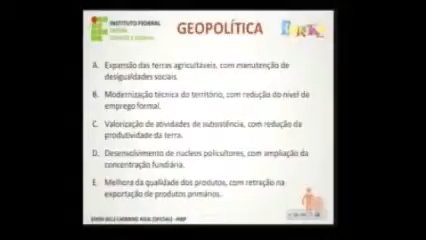 INSTITUTO FEDERAL
GEOPOLÍTICA
A. Expansão das terras agricultáveis, com manutenção de
desigualdades sociais.
B. Modernização técnica do território, com redução do nível de
emprego formal.
C. Valorização de atividades de subsistência, com redução da
produtividade da terra.
D. Desenvolvimento de núcleos policultores, com ampliação da
concentração fundiária.
E. Melhora da qualidade dos produtos, com retração na
exportação de produtos primários.